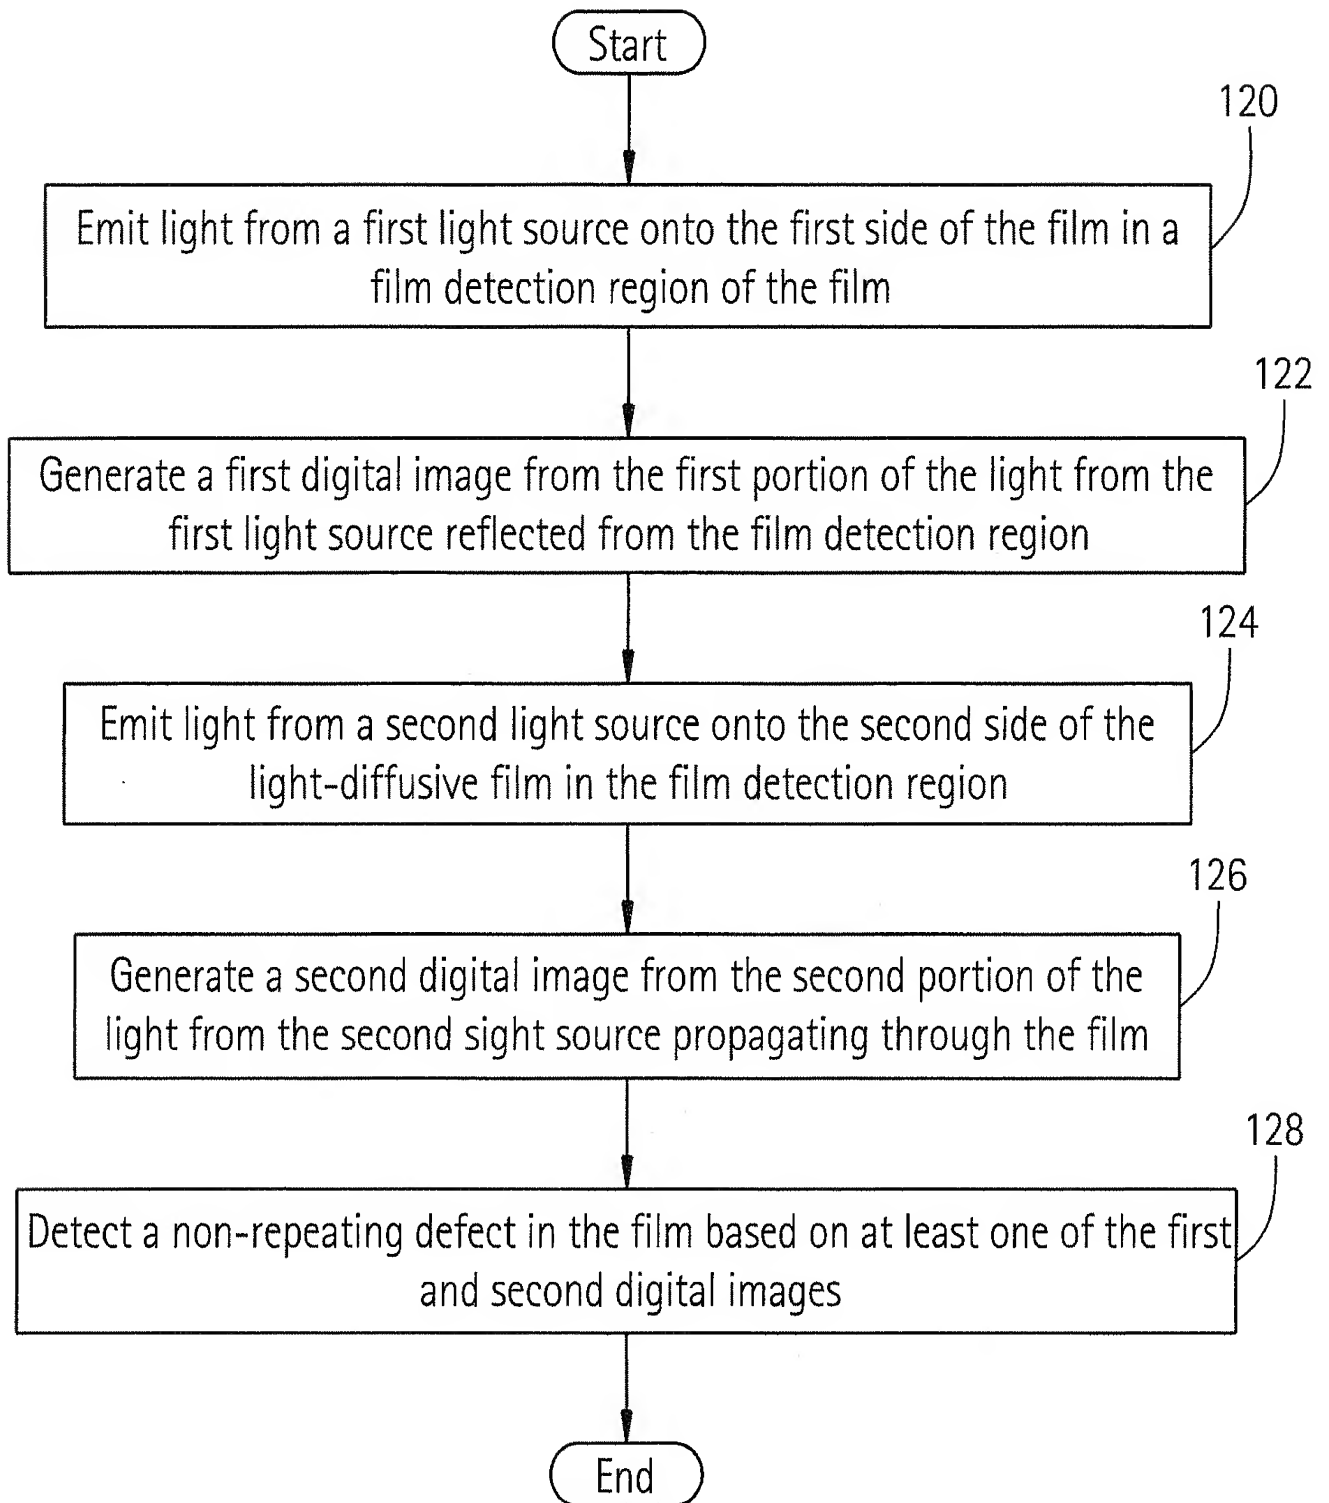 Start
120
Emit light from a first light source onto the first side of the film in a
film detection region of the film
122
Generate a first digital image from the first portion of the light from the
first light source reflected from the film detection region
124
Emit light from a second light source onto the second side of the
light-diffusive film in the film detection region
126
Generate a second digital image from the second portion of the
light from the second sight source propagating through the film
128
Detect a non-repeating defect in the film based on at least one of the first
and second digital images
End